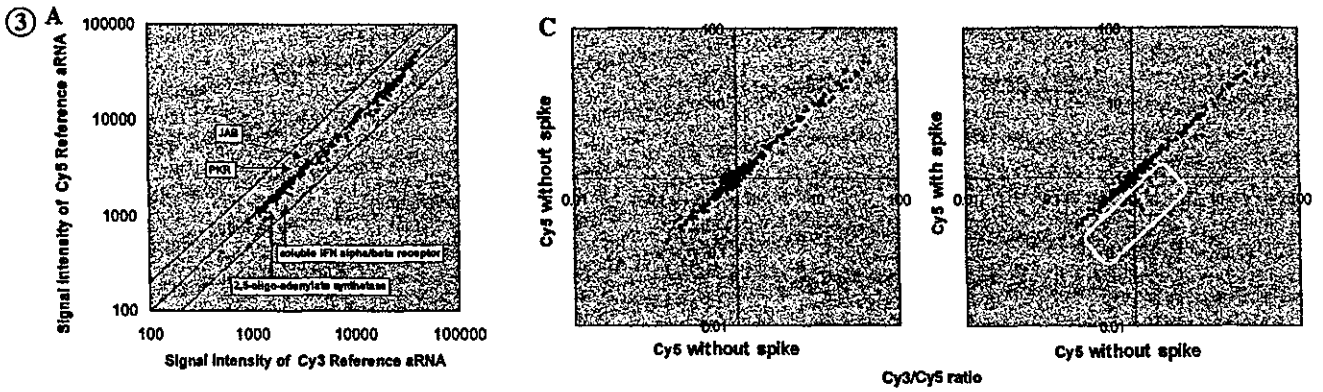 ③ A
100000
10000
1000
100
100 1000 10000 100000
Signal Intensity of Cy5 Reference aRNA
Signal Intensity of Cy3 Reference aRNA
JAB
PKR
soluble IFN alpha/beta receptor
2,5-oligo-adenylate synthetase
C
100
10
0.01
100
0.01
Cy5 without spike
Cy5 without spike
100
10
100
0.01
Cy5 with spike
Cy5 without spike
Cy3/Cy5 ratio